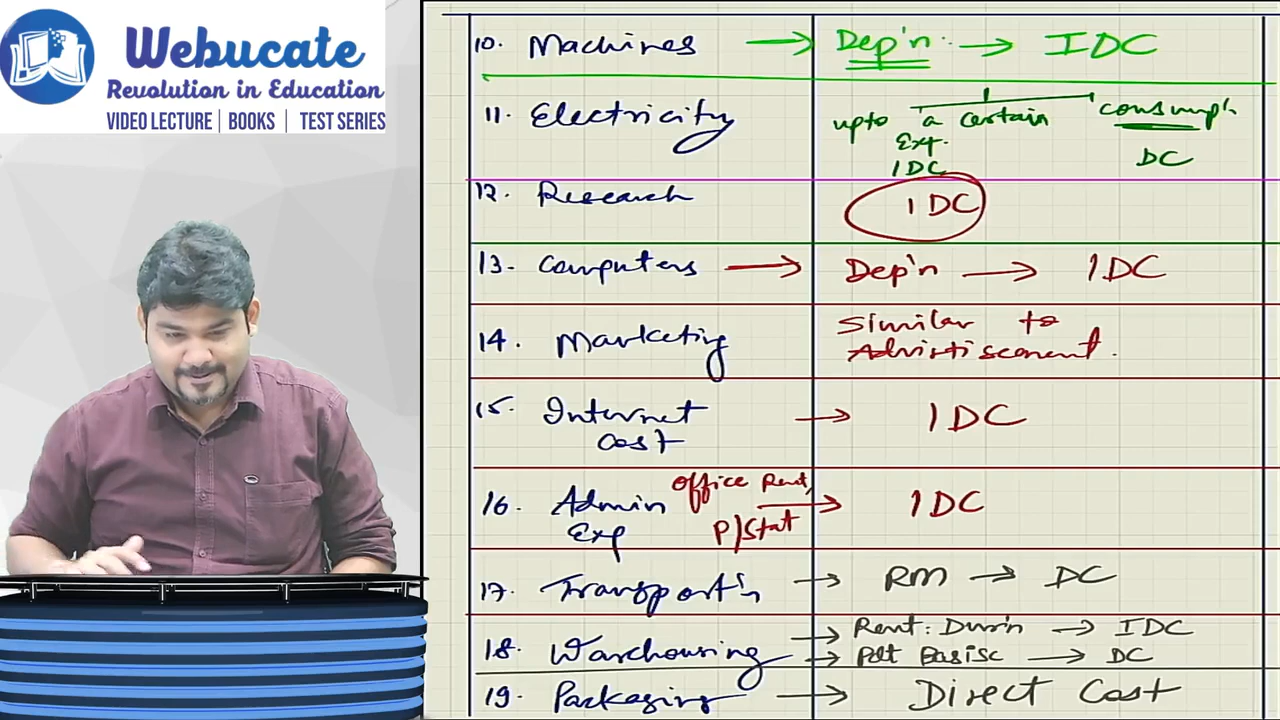 Webucate
Revolution in Education
VIDEO LECTURE | BOOKS | TEST SERIES
10. Machines → Dep'n. → IDC
11. Electricity
upto a certain consumpt'n
Exp. DC
IDC
12. Research IDC
13. Computers → Dep'n → IDC
14. Marketing
Similar to
Advirtisement.
15. Internet → IDC
Cost
16. Admin office Rent, → IDC
Exp P/Stat
17. Transport'n → RM → DC
18. Warehousing
→ Rent: Durs'n → IDC
→ Pdt Basisc → DC
19. Packaging → Direct Cost